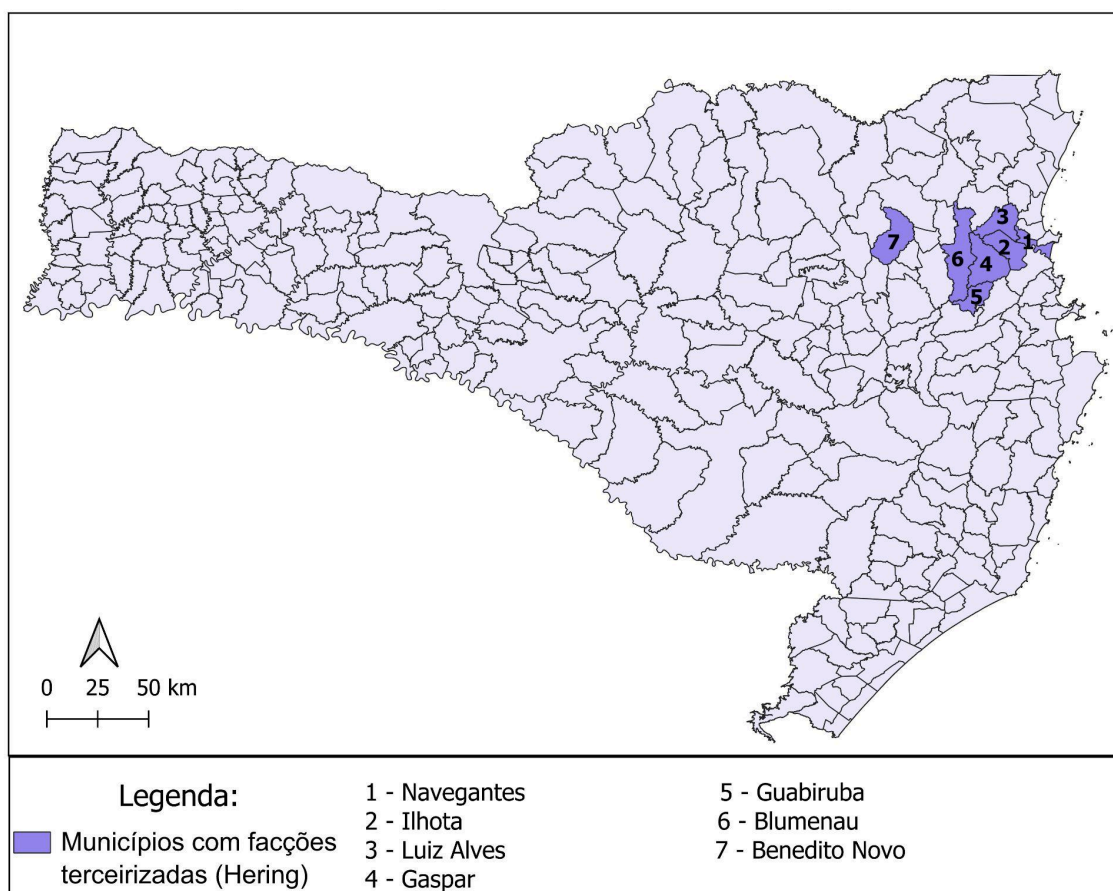 3
1
2
7
6
4
5
0 25 50 km
Legenda:
Municípios com facções
terceirizadas (Hering)
1 - Navegantes
2 - Ilhota
3 - Luiz Alves
4 - Gaspar
5 - Guabiruba
6 - Blumenau
7 - Benedito Novo